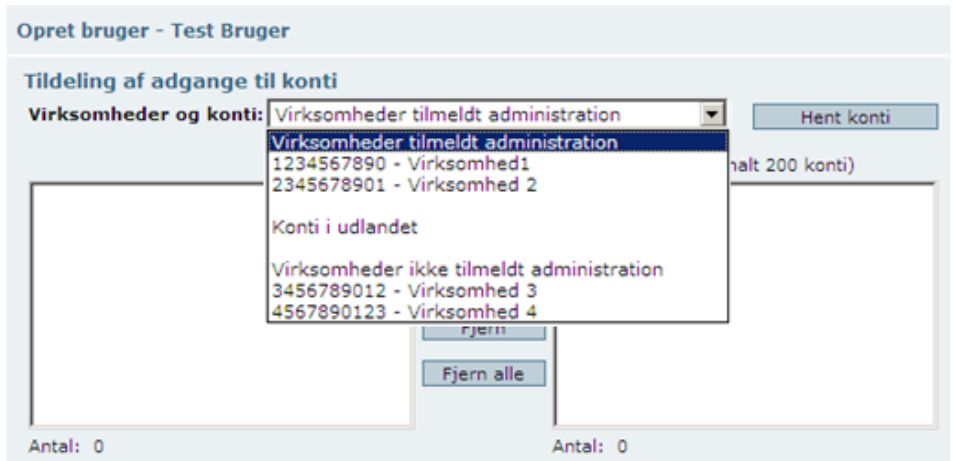 Opret bruger - Test Bruger
Tildeling af adgange til konti
Virksomheder og konti: Virksomheder tilmeldt administration Hent konti
Virksomheder tilmeldt administration
1234567890 - Virksomhed1
2345678901 - Virksomhed 2
200 konti)
Konti i udlandet
Virksomheder ikke tilmeldt administration
3456789012 - Virksomhed 3
4567890123 - Virksomhed 4
Fjern
Fjern alle
Antal: 0 Antal: 0